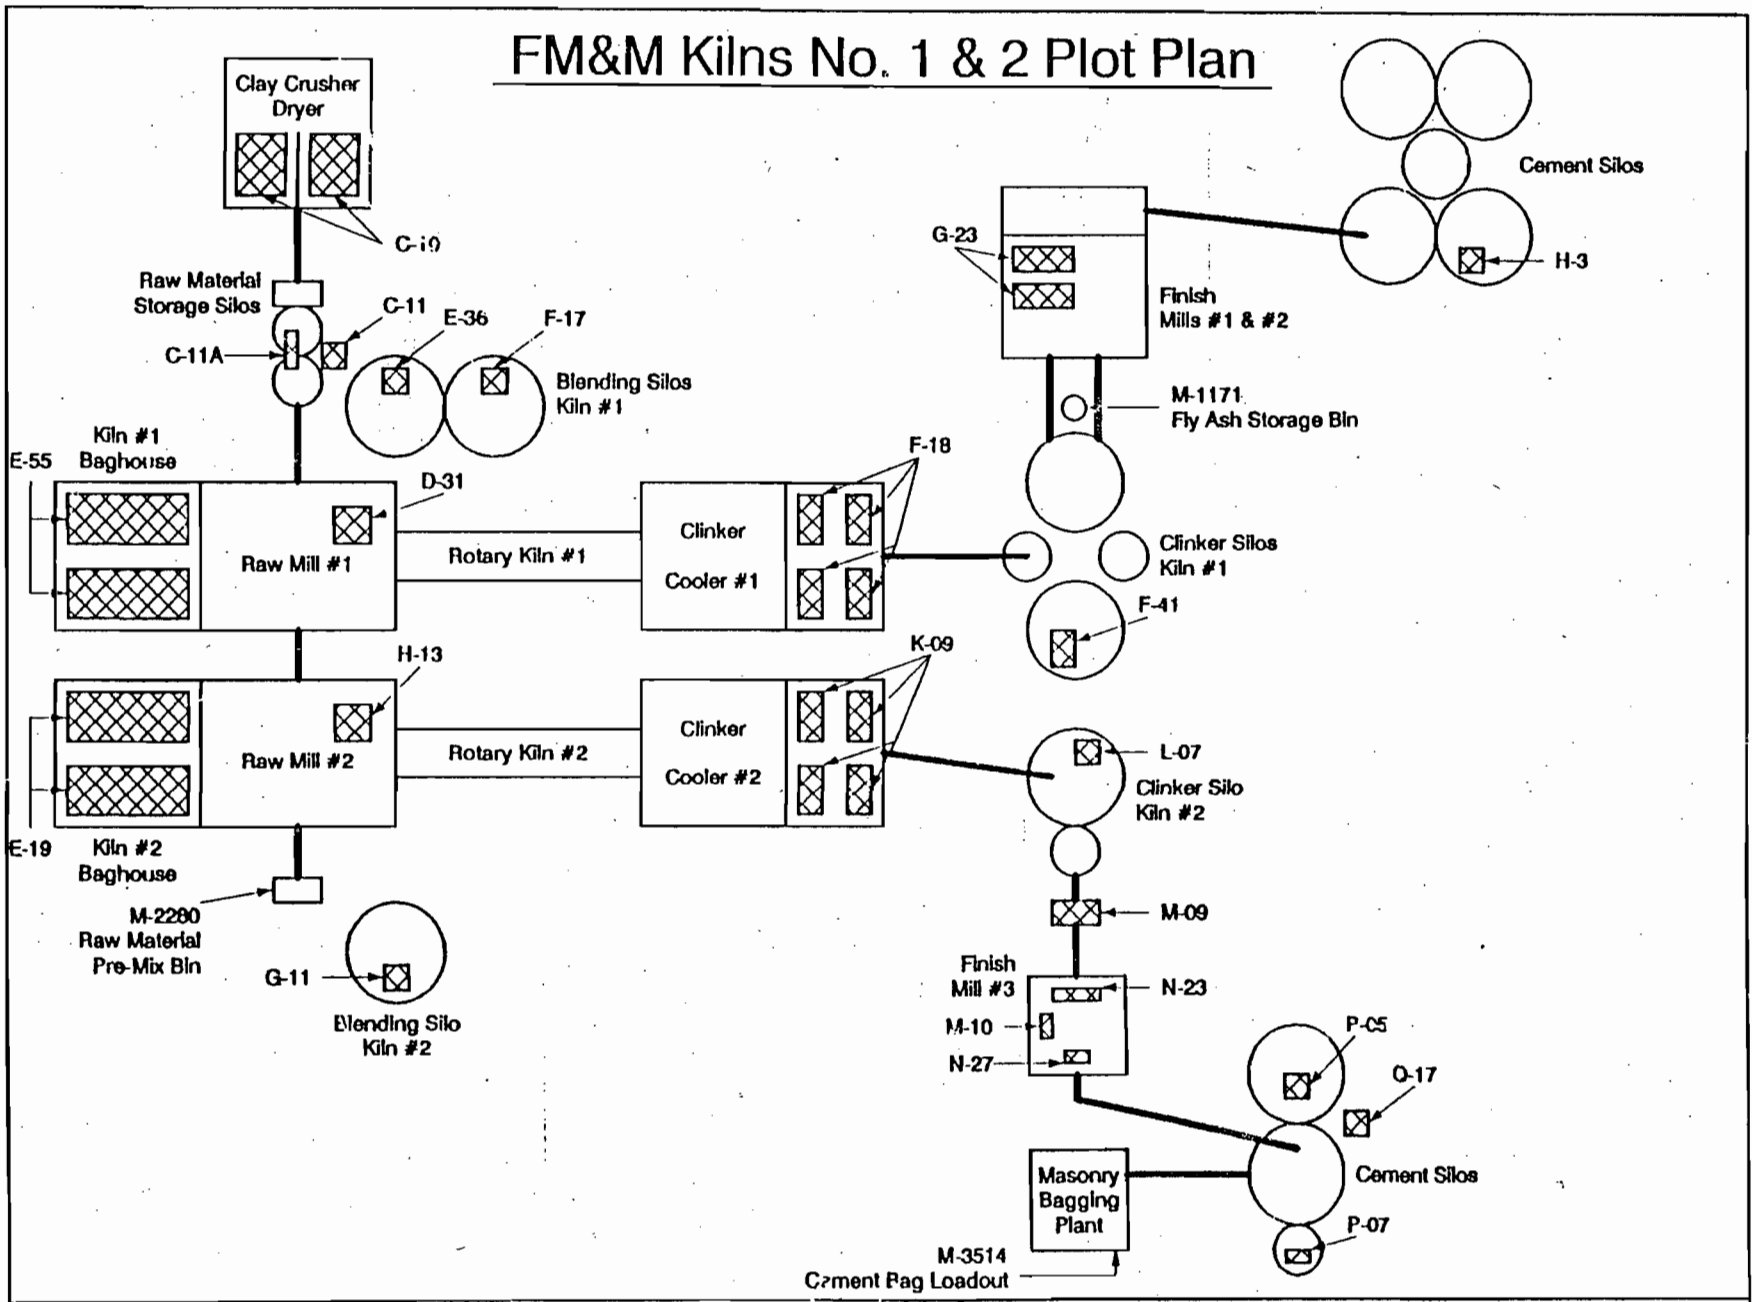 FM&M Kilns No. 1 & 2 Plot Plan
Clay Crusher
Dryer
C-10
Raw Material
Storage Silos
C-11
C-11A
E-36
F-17
Blending Silos
Kiln #1
Kiln #1
Baghouse
E-55
D-31
Raw Mill #1
Rotary Kiln #1
Clinker
Cooler #1
F-18
H-13
Raw Mill #2
Rotary Kiln #2
Clinker
Cooler #2
K-09
E-19
Kiln #2
Baghouse
M-2280
Raw Material
Pre-Mix Bin
G-11
Blending Silo
Kiln #2
G-23
Finish
Mills #1 & #2
Cement Silos
H-3
M-1171
Fly Ash Storage Bin
Clinker Silos
Kiln #1
F-41
L-07
Clinker Silo
Kiln #2
M-09
Finish
Mill #3
N-23
M-10
N-27
P-05
O-17
Cement Silos
Masonry
Bagging
Plant
P-07
M-3514
Cement Bag Loadout